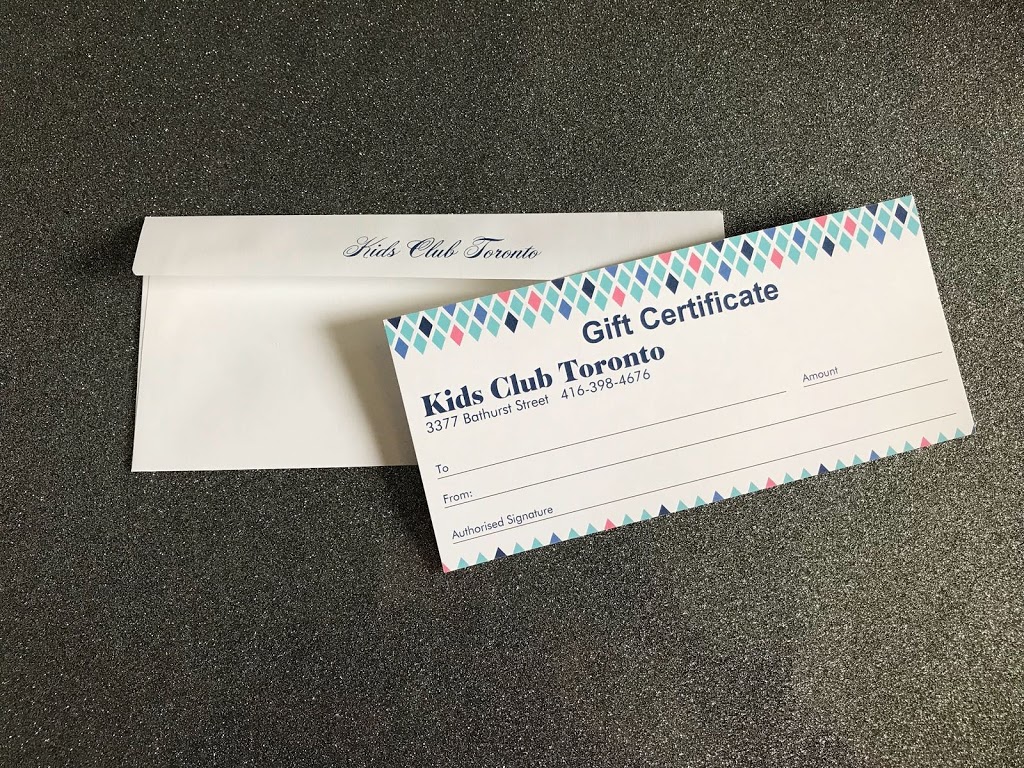 Kids Club Toronto
Gift Certificate
Kids Club Toronto
3377 Bathurst Street 416-398-4676
To
Amount
From:
Authorised Signature